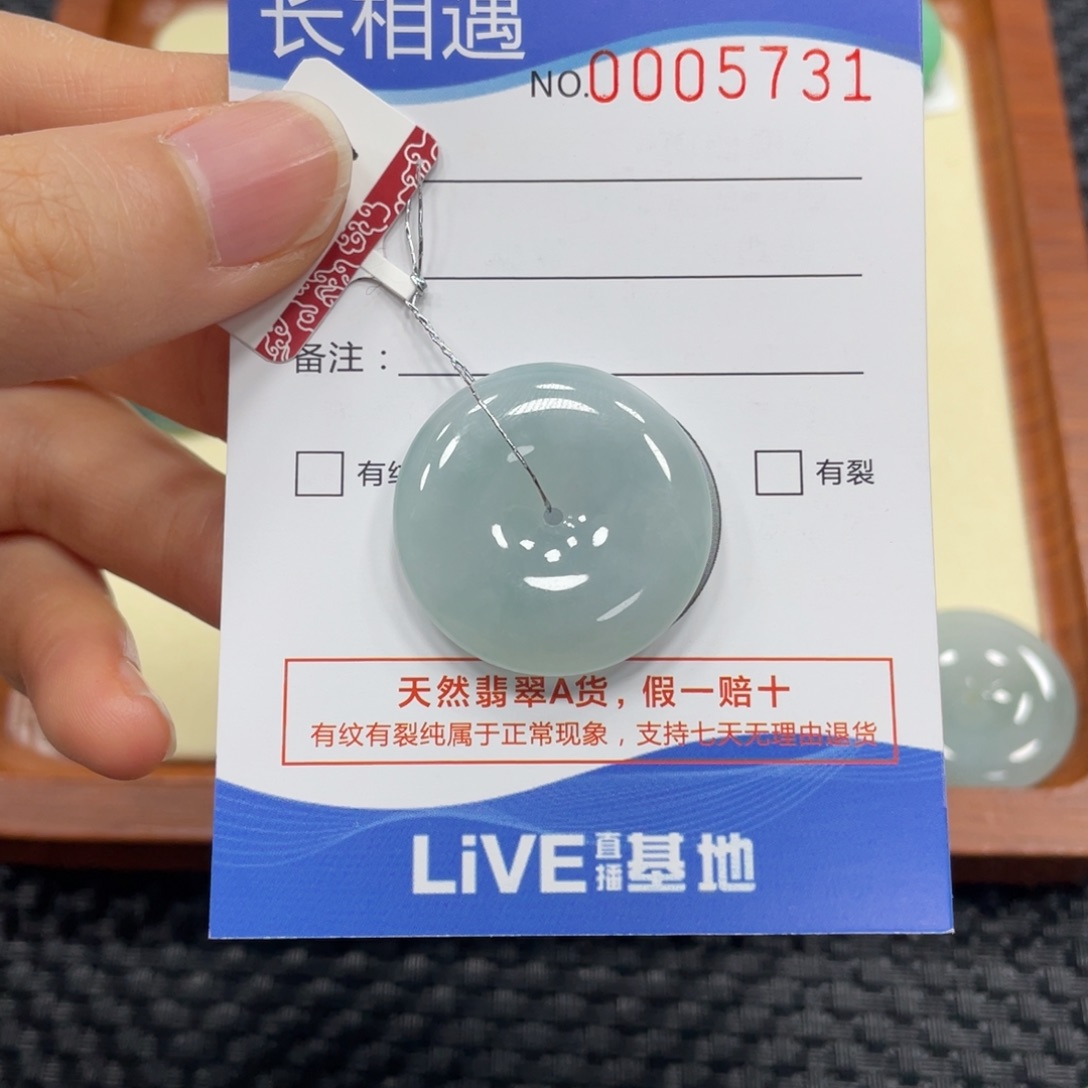 长相遇
NO.0005731
备注：
有纹
有裂
天然翡翠A货，假一赔十
有纹有裂纯属于正常现象，支持七天无理由退货
LiVE直播基地